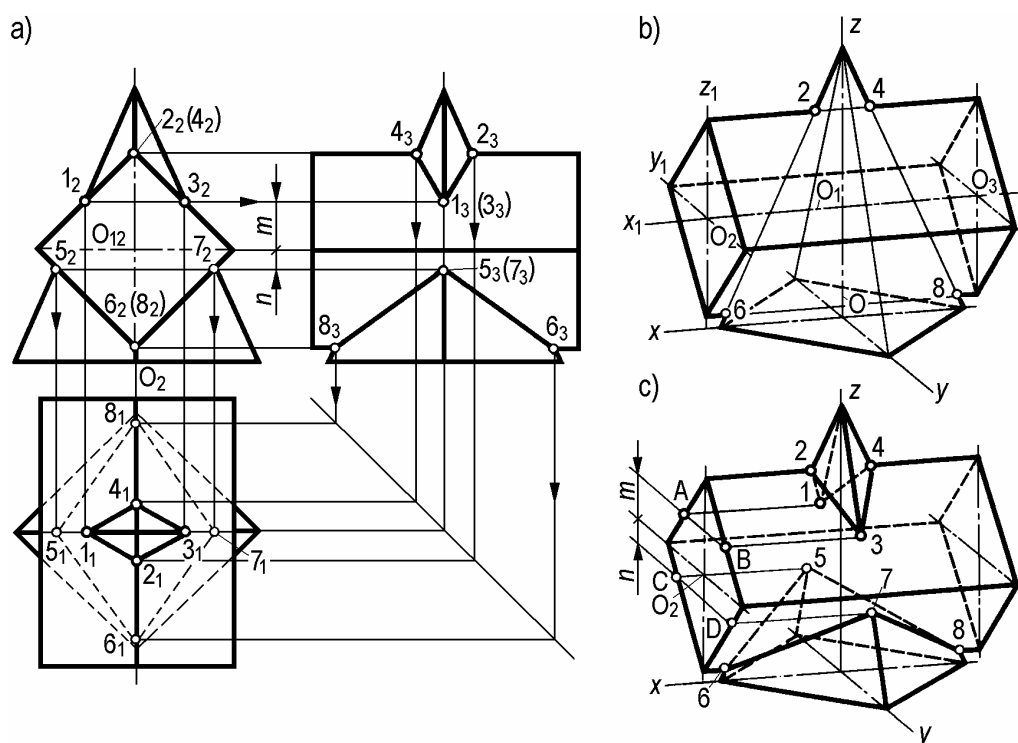 a)
2₂(4₂)
1₂
3₂
O₁₂
5₂
7₂
6₂(8₂)
O₂
4₃
2₃
1₃(3₃)
m
n
5₃(7₃)
8₃
6₃
8₁
4₁
5₁
1₁
3₁
7₁
2₁
6₁
b)
z
2
4
z₁
y₁
O₁
O₃
x₁
O₂
6
O
8
x
y
c)
z
2
4
m
A
1
B
3
n
C
5
7
O₂
D
8
x
6
y